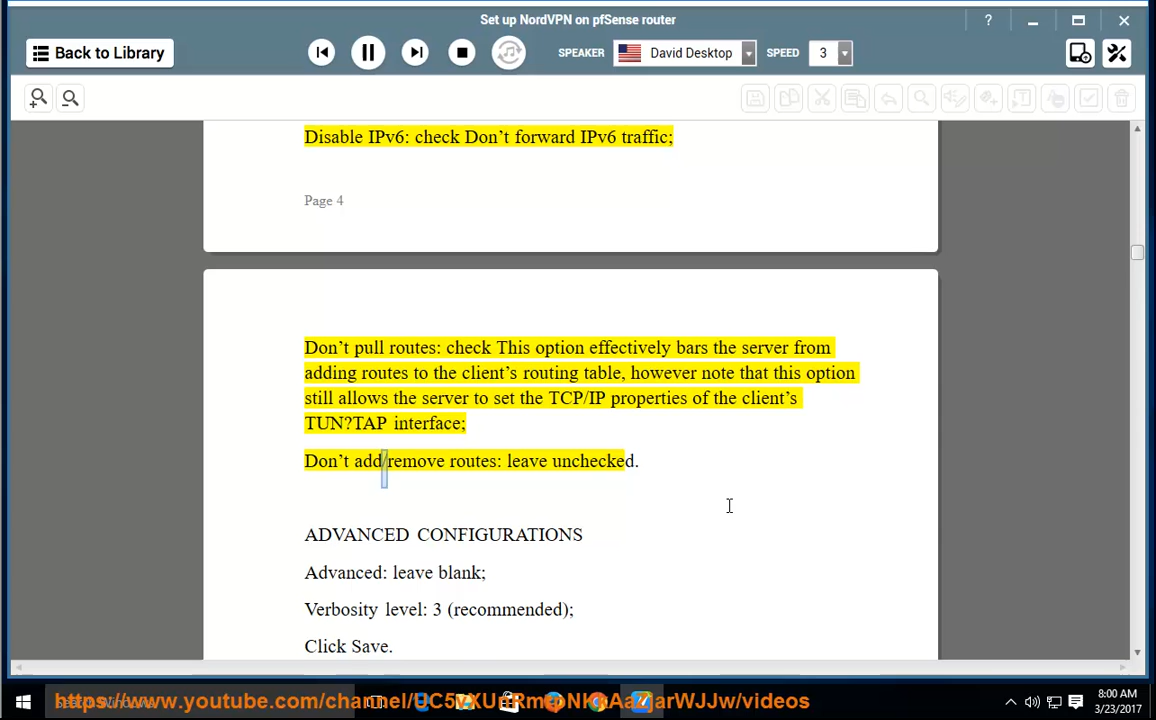 Set up NordVPN on pfSense router
?
Back to Library
SPEAKER David Desktop SPEED 3
Disable IPv6: check Don’t forward IPv6 traffic;
Page 4
Don’t pull routes: check This option effectively bars the server from
adding routes to the client’s routing table, however note that this option
still allows the server to set the TCP/IP properties of the client’s
TUN?TAP interface;
Don’t add/remove routes: leave unchecked.
ADVANCED CONFIGURATIONS
Advanced: leave blank;
Verbosity level: 3 (recommended);
Click Save.
8:00 AM
3/23/2017